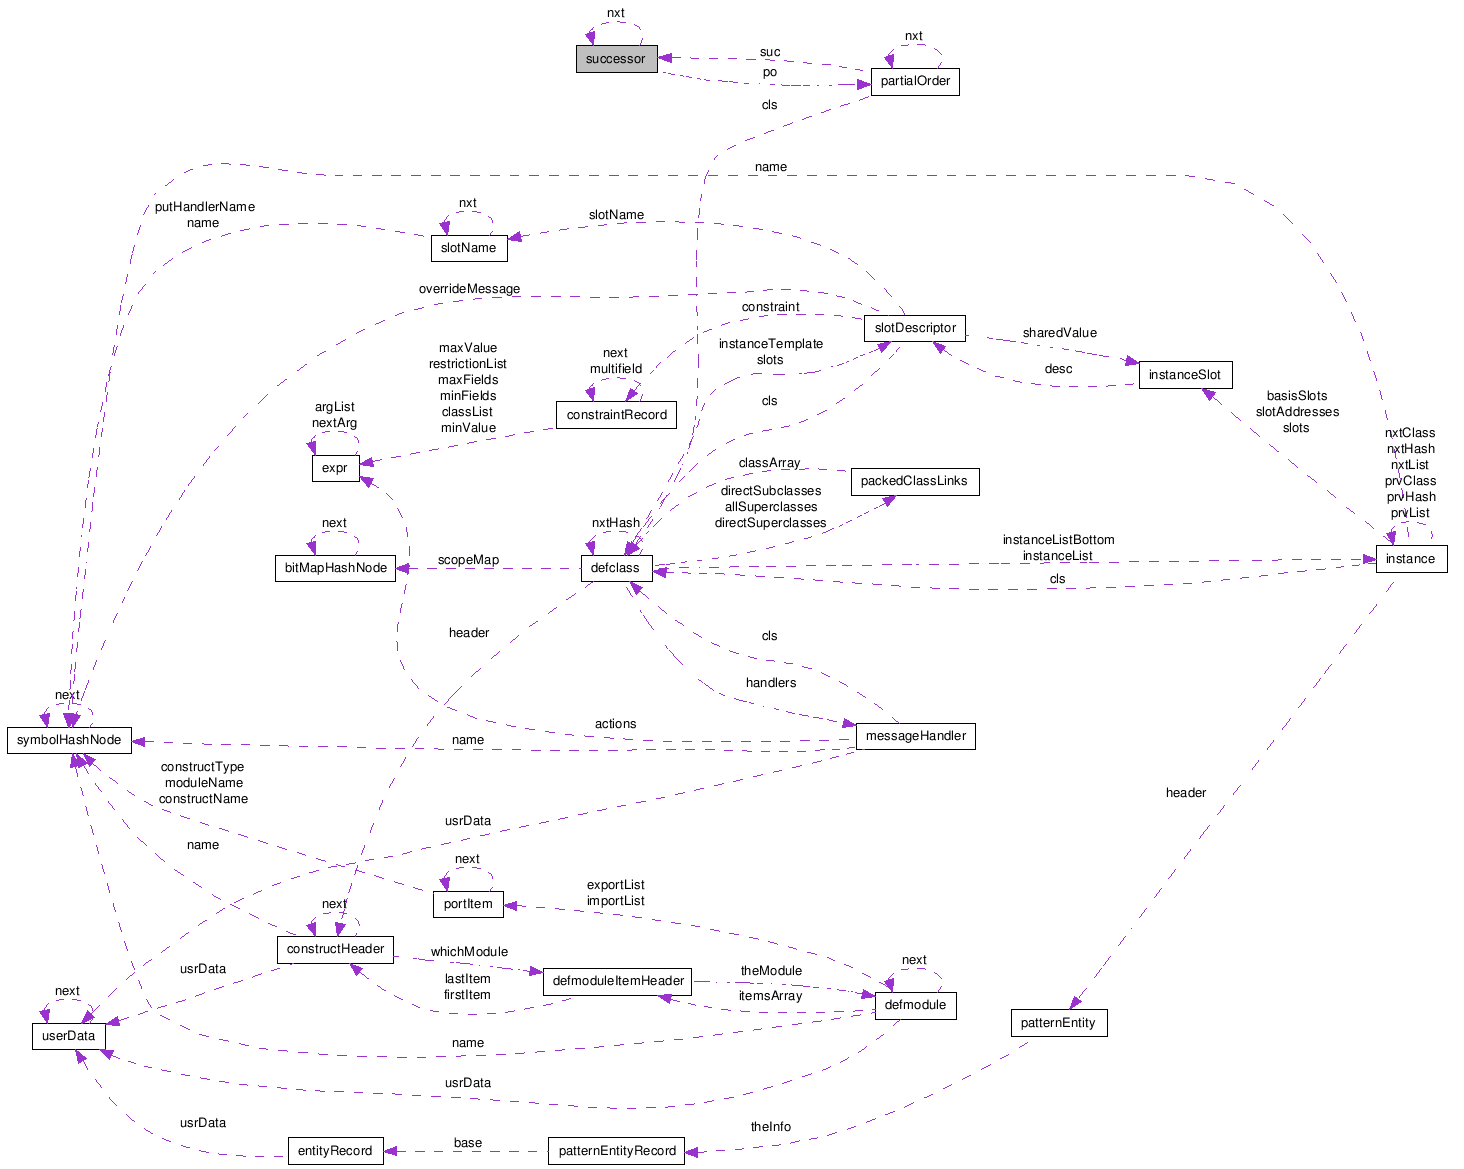 nxt
successor
nxt
suc
po
partialOrder
cls
name
putHandlerName
name
nxt
slotName
slotName
overrideMessage
constraint
slotDescriptor
sharedValue
desc
instanceSlot
maxValue
restrictionList
maxFields
minFields
classList
minValue
next
multifield
constraintRecord
instanceTemplate
slots
cls
basisSlots
slotAddresses
slots
argList
nextArg
expr
nxtClass
nxtHash
nxtList
prvClass
prvHash
prvList
instance
classArray
packedClassLinks
directSubclasses
allSuperclasses
directSuperclasses
nxtHash
defclass
next
bitMapHashNode
scopeMap
instanceListBottom
instanceList
cls
header
cls
handlers
next
symbolHashNode
actions
name
messageHandler
constructType
moduleName
constructName
header
usrData
name
next
portItem
exportList
importList
next
constructHeader
whichModule
lastItem
firstItem
defmoduleItemHeader
theModule
itemsArray
next
defmodule
usrData
next
userData
patternEntity
name
usrData
usrData
entityRecord
base
patternEntityRecord
theInfo